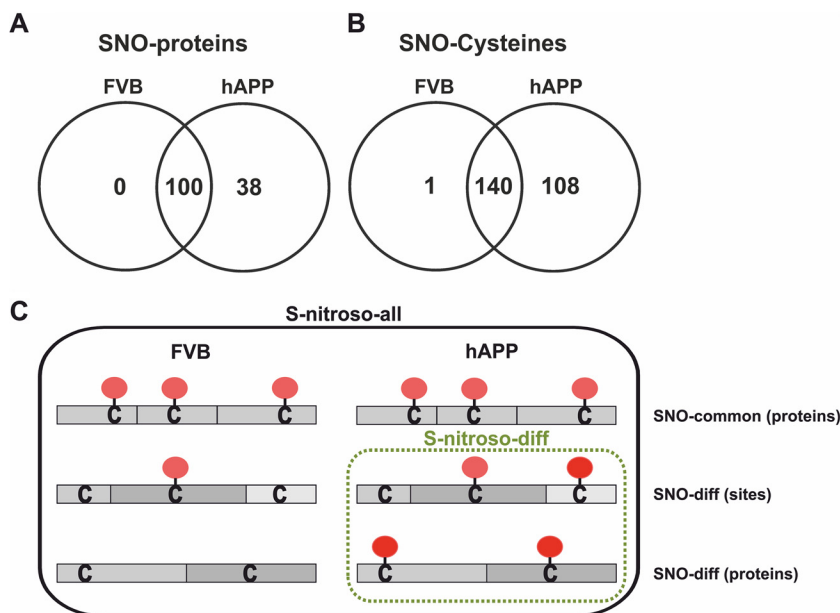 A
SNO-proteins
FVB hAPP
0 100 38
B
SNO-Cysteines
FVB hAPP
1 140 108
C
S-nitroso-all
FVB hAPP
C C C C C C SNO-common (proteins)
S-nitroso-diff
C C C C C C SNO-diff (sites)
C C C C SNO-diff (proteins)